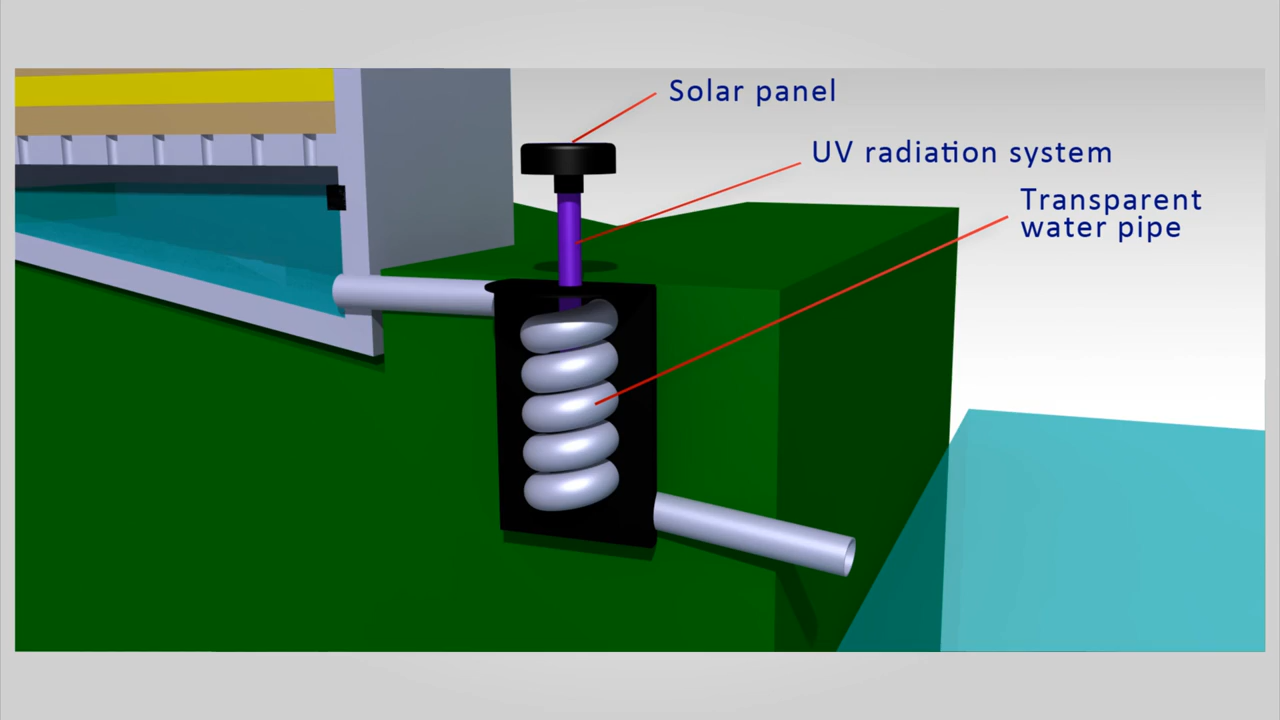 Solar panel
UV radiation system
Transparent
water pipe